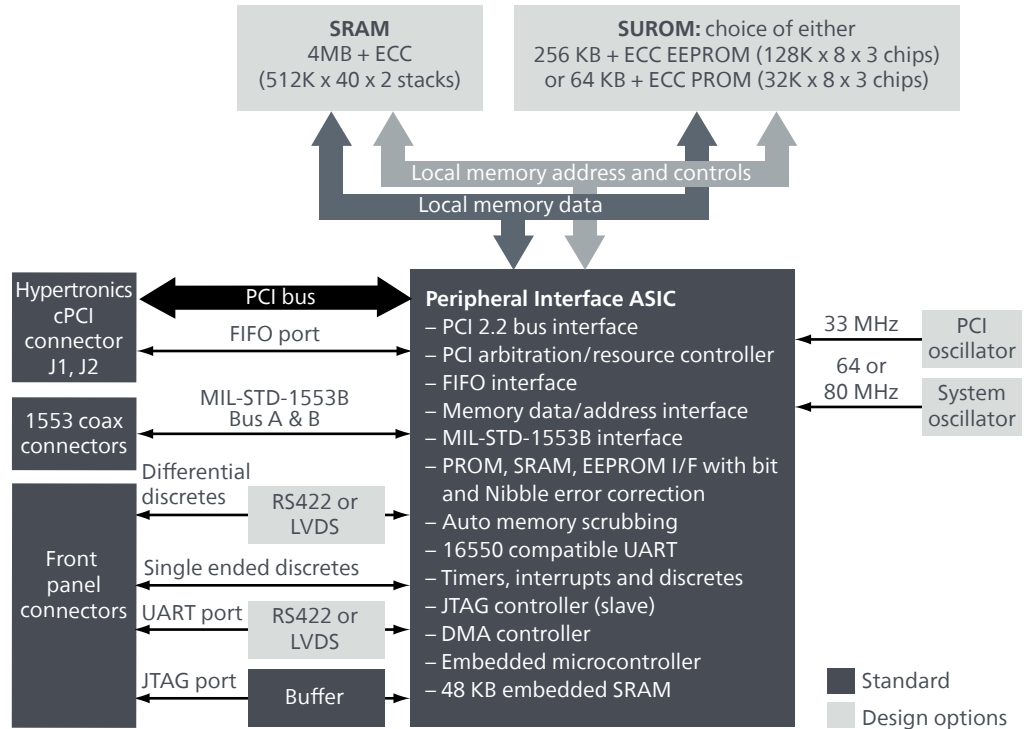 SRAM
4MB + ECC
(512K x 40 x 2 stacks)
SUROM: choice of either
256 KB + ECC EEPROM (128K x 8 x 3 chips)
or 64 KB + ECC PROM (32K x 8 x 3 chips)
Local memory address and controls
Local memory data
Hypertronics
cPCI
connector
J1, J2
PCI bus
FIFO port
1553 coax
connectors
MIL-STD-1553B
Bus A & B
Front
panel
connectors
Differential
discretes
RS422 or
LVDS
Single ended discretes
UART port
RS422 or
LVDS
JTAG port
Buffer
Peripheral Interface ASIC
– PCI 2.2 bus interface
– PCI arbitration/resource controller
– FIFO interface
– Memory data/address interface
– MIL-STD-1553B interface
– PROM, SRAM, EEPROM I/F with bit
and Nibble error correction
– Auto memory scrubbing
– 16550 compatible UART
– Timers, interrupts and discretes
– JTAG controller (slave)
– DMA controller
– Embedded microcontroller
– 48 KB embedded SRAM
33 MHz
PCI
oscillator
64 or
80 MHz
System
oscillator
Standard
Design options